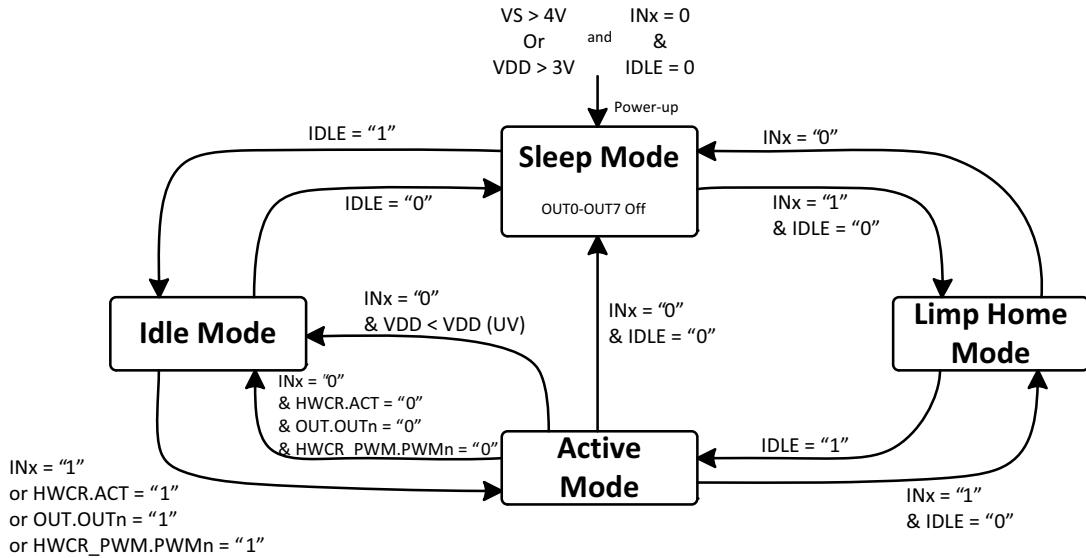 VS > 4V
Or
VDD > 3V
and
INx = 0
&
IDLE = 0
Power-up
IDLE = “1”
Sleep Mode
OUT0-OUT7 Off
INx = “0”
IDLE = “0”
INx = “1”
& IDLE = “0”
INx = “0”
& VDD < VDD (UV)
INx = “0”
& IDLE = “0”
Idle Mode
Limp Home
Mode
INx = “0”
& HWCR.ACT = “0”
& OUT.OUTn = “0”
& HWCR_PWM.PWMn = “0”
Active
Mode
IDLE = “1”
INx = “1”
or HWCR.ACT = “1”
or OUT.OUTn = “1”
or HWCR_PWM.PWMn = “1”
INx = “1”
& IDLE = “0”